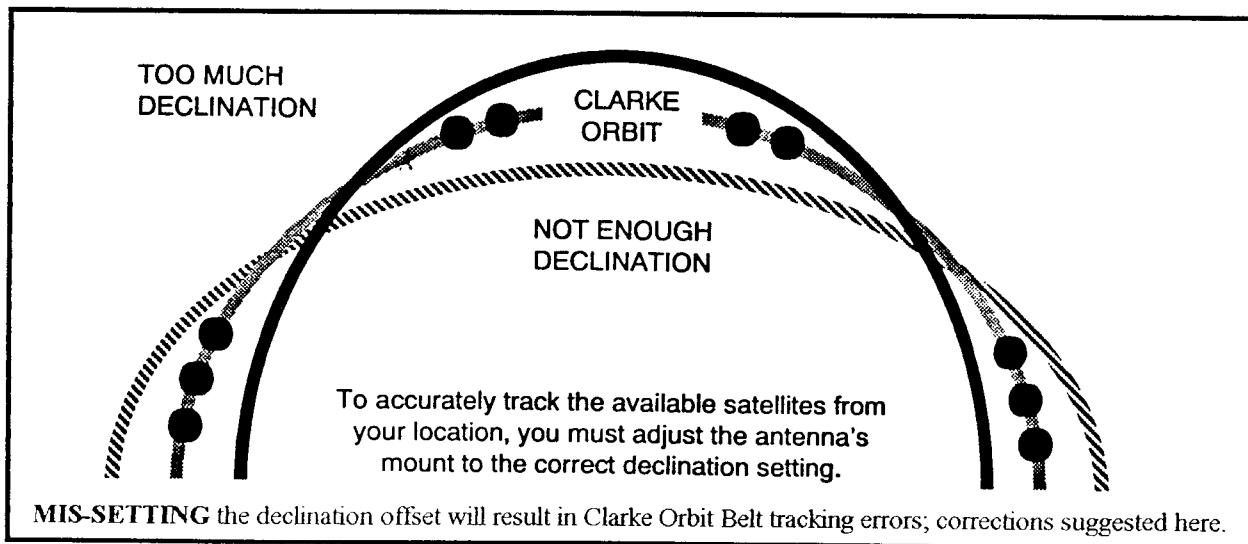 TOO MUCH
DECLINATION
CLARKE
ORBIT
NOT ENOUGH
DECLINATION
To accurately track the available satellites from
your location, you must adjust the antenna's
mount to the correct declination setting.
MIS-SETTING the declination offset will result in Clarke Orbit Belt tracking errors; corrections suggested here.